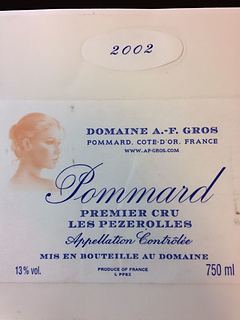 2002
DOMAINE A.-F. GROS
POMMARD, COTE-D'OR, FRANCE
WWW.AF-GROS.COM
Pommard
PREMIER CRU
LES PEZEROLLES
Appellation Contrôlée
MIS EN BOUTEILLE AU DOMAINE
13% vol.
PRODUCE OF FRANCE
L PP82
750 ml